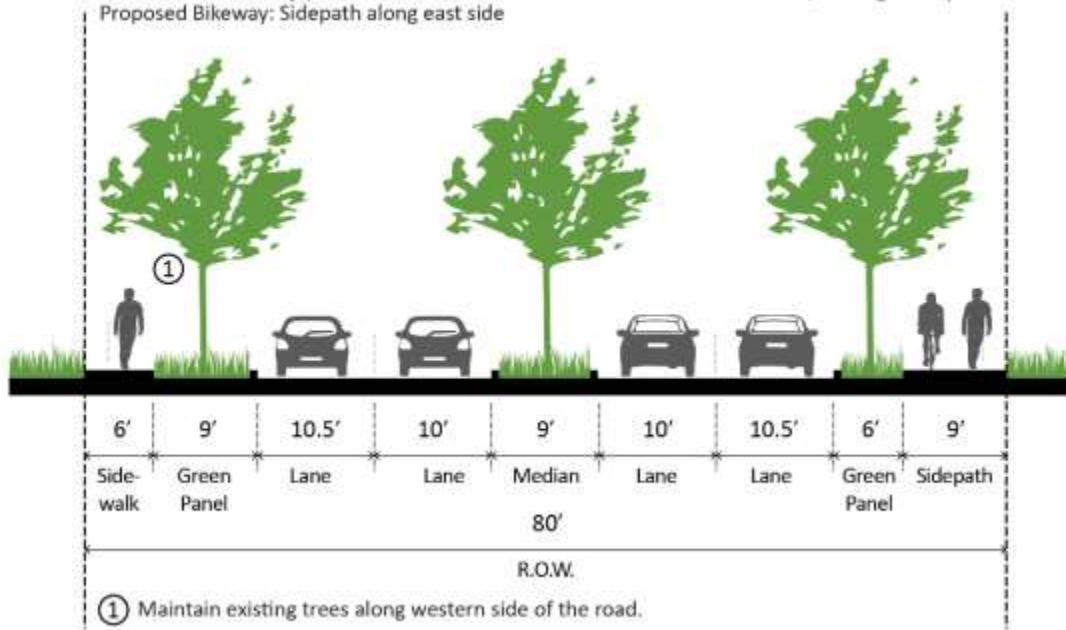 Proposed Bikeway: Sidepath along east side
1
6′ 9′ 10.5′ 10′ 9′ 10′ 10.5′ 6′ 9′
Side- Green Lane Lane Median Lane Lane Green Sidepath
walk Panel Panel
80′
R.O.W.
1 Maintain existing trees along western side of the road.